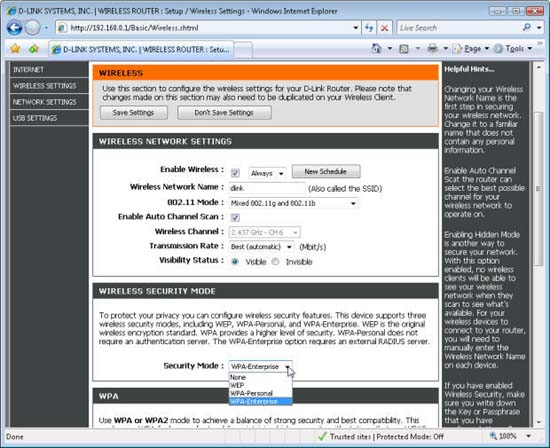 D-LINK SYSTEMS, INC. | WIRELESS ROUTER : Setup / Wireless Settings - Windows Internet Explorer
http://192.168.0.1/Basic/Wireless.shtml
Live Search
D-LINK SYSTEMS, INC. | WIRELESS ROUTER : Setu...
Page
Tools
INTERNET
WIRELESS SETTINGS
NETWORK SETTINGS
USB SETTINGS
WIRELESS
Use this section to configure the wireless settings for your D-Link Router. Please note that
changes made on this section may also need to be duplicated on your Wireless Client.
Save Settings
Don't Save Settings
WIRELESS NETWORK SETTINGS
Enable Wireless :
Always
New Schedule
Wireless Network Name :
dlink
(Also called the SSID)
802.11 Mode :
Mixed 802.11g and 802.11b
Enable Auto Channel Scan :
Wireless Channel :
2.437 GHz - CH 6
Transmission Rate :
Best (automatic)
(Mbit/s)
Visibility Status :
Visible
Invisible
WIRELESS SECURITY MODE
To protect your privacy you can configure wireless security features. This device supports three
wireless security modes, including WEP, WPA-Personal, and WPA-Enterprise. WEP is the original
wireless encryption standard. WPA provides a higher level of security. WPA-Personal does not
require an authentication server. The WPA-Enterprise option requires an external RADIUS server.
Security Mode :
WPA-Enterprise
None
WEP
WPA-Personal
WPA-Enterprise
WPA
Use WPA or WPA2 mode to achieve a balance of strong security and best compatibility. This
Helpful Hints...
Changing your Wireless
Network Name is the
first step in securing
your wireless network.
Change it to a familiar
name that does not
contain any personal
information.
Enable Auto Channel
Scat the router can
select the best possible
channel for your
wireless network to
operate on.
Enabling Hidden Mode
is another way to
secure your network.
With this option
enabled, no wireless
clients will be able to
see your wireless
network when they
scan to see what's
available. For your
wireless devices to
connect to your router,
you will need to
manually enter the
Wireless Network Name
on each device.
If you have enabled
Wireless Security, make
sure you write down
the Key or Passphrase
that you have
Done
Trusted sites | Protected Mode: Off
100%